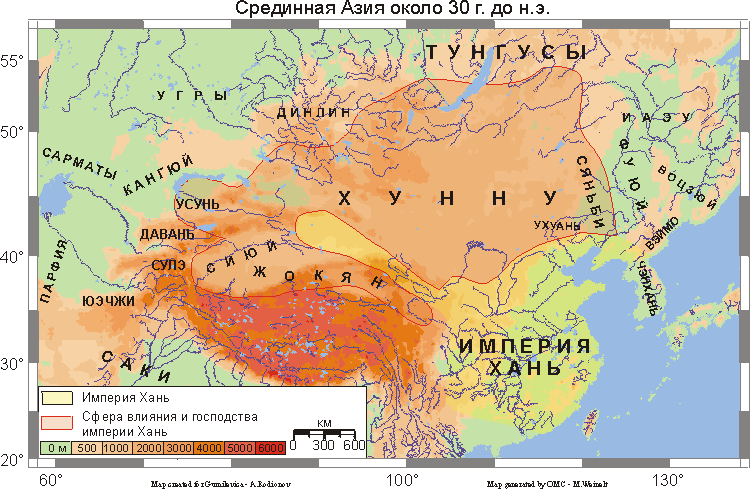 Срединная Азия около 30 г. до н.э.
55°
50°
40°
30°
20°
ТУНГУСЫ
УГРЫ
ДИНЛИН
ИАЭУ
САРМАТЫ
КАНГЮЙ
ФУЮЙ
ВОЦЗЮЙ
СЯНЬБИ
ХУННУ
УСУНЬ
УХУАНЬ
ВЭЙМО
ДАВАНЬ
СИЮЙ
СУЛЭ
ЖОКЯН
ЧЭНХАНЬ
ПАРФИЯ
ЮЭЧЖИ
САКИ
ИМПЕРИЯ
ХАНЬ
Империя Хань
Сфера влияния и господства
империи Хань
0 м 500 1000 2000 3000 4000 5000 6000
км
0 300 600
60° 100° 130°
Map created for Gumilevica - A.Rodionov
Map generated by OMC - M.Weinelt